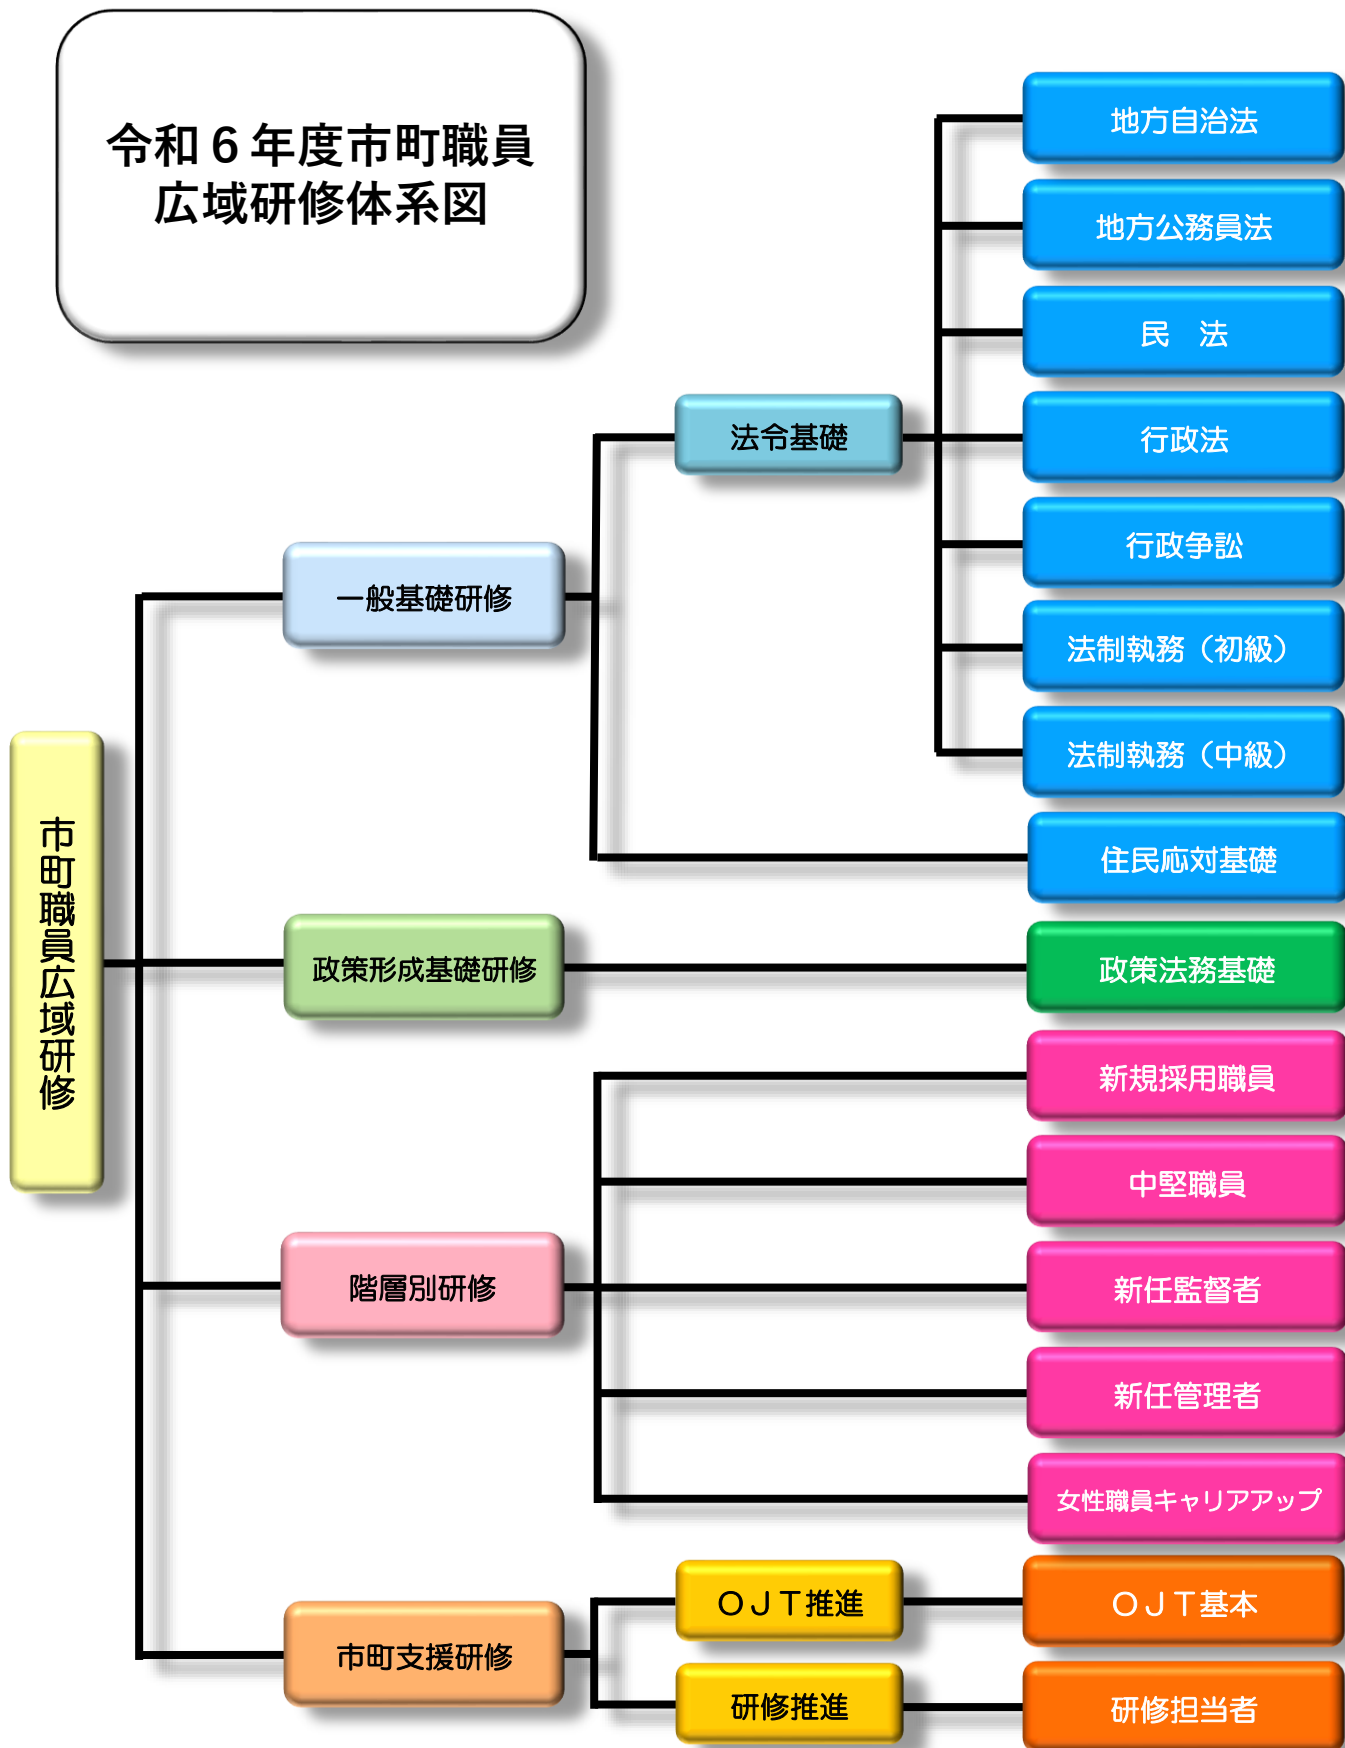 令和６年度市町職員
広域研修体系図
市町職員広域研修
一般基礎研修
法令基礎
地方自治法
地方公務員法
民　法
行政法
行政争訟
法制執務（初級）
法制執務（中級）
住民応対基礎
政策形成基礎研修
政策法務基礎
階層別研修
新規採用職員
中堅職員
新任監督者
新任管理者
女性職員キャリアアップ
市町支援研修
ＯＪＴ推進
ＯＪＴ基本
研修推進
研修担当者